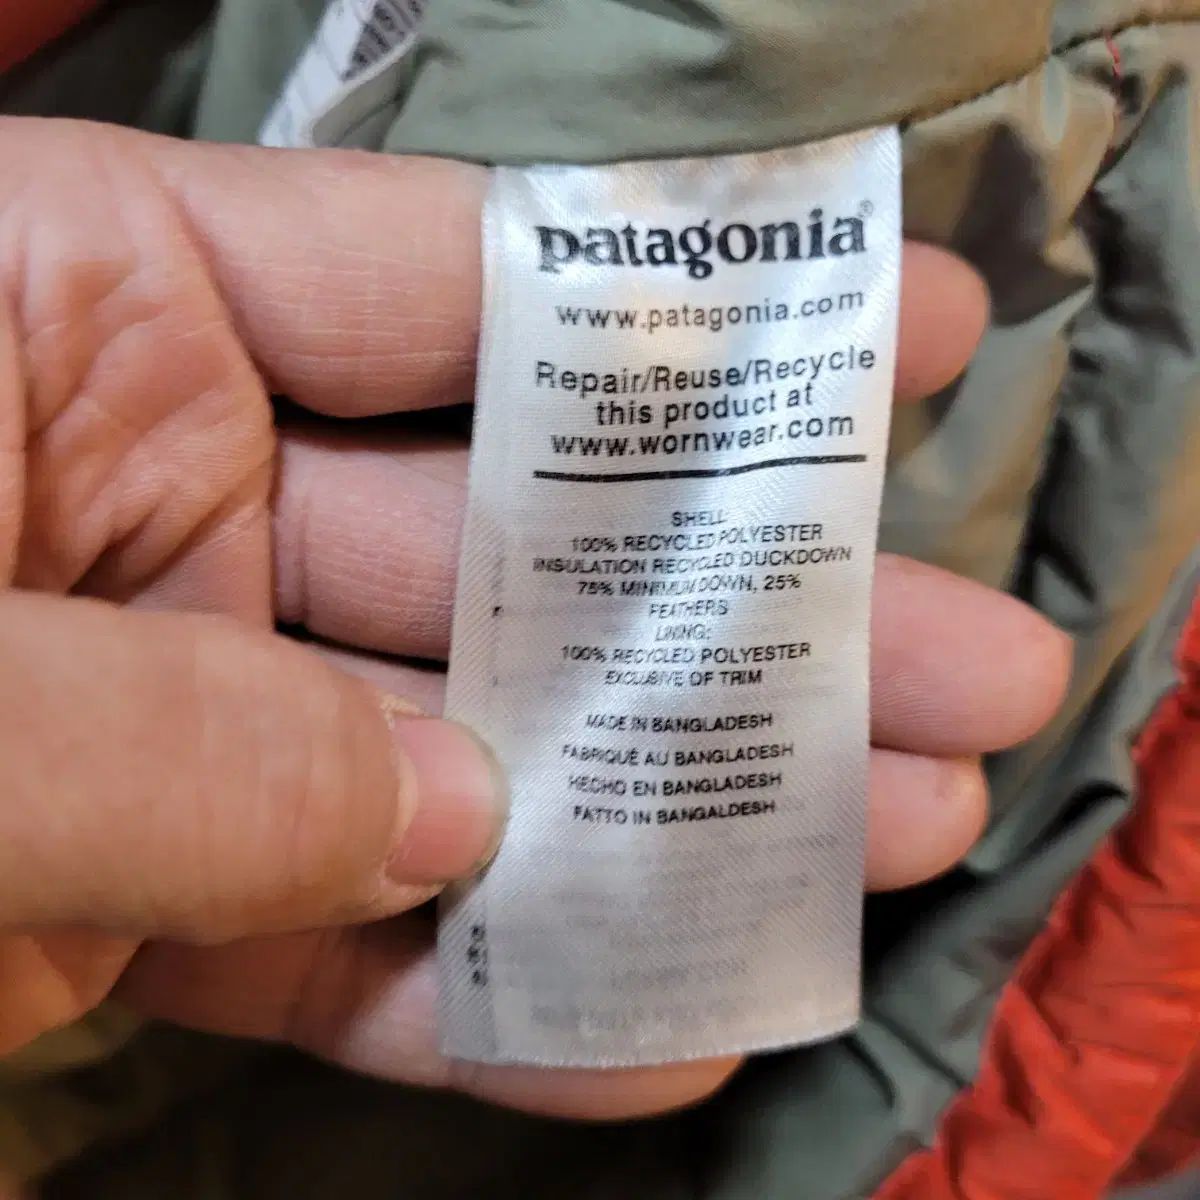 patagonia®
www.patagonia.com
Repair/Reuse/Recycle
this product at
www.wornwear.com
SHELL
100% RECYCLED POLYESTER
INSULATION RECYCLED DUCKDOWN
75% MINIMUM DOWN, 25%
FEATHERS
LINING:
100% RECYCLED POLYESTER
EXCLUSIVE OF TRIM
MADE IN BANGLADESH
FABRIQUÉ AU BANGLADESH
HECHO EN BANGLADESH
FATTO IN BANGALDESH